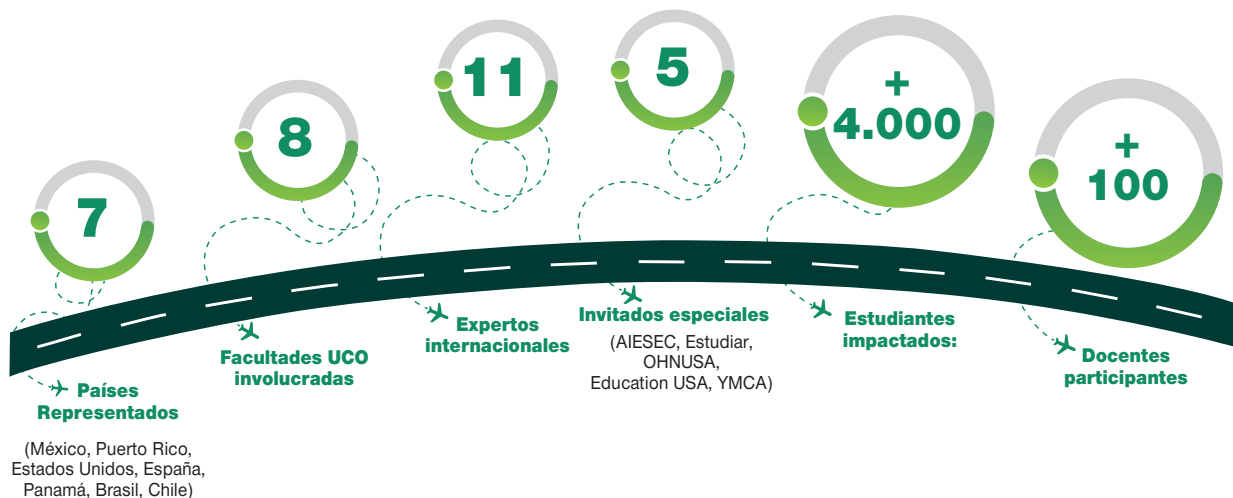 7
Países
Representados
(México, Puerto Rico,
Estados Unidos, España,
Panamá, Brasil, Chile)
8
Facultades UCO
involucradas
11
Expertos
internacionales
5
Invitados especiales
(AIESEC, Estudiar,
OHNUSA,
Education USA, YMCA)
+
4.000
Estudiantes
impactados:
+
100
Docentes
participantes